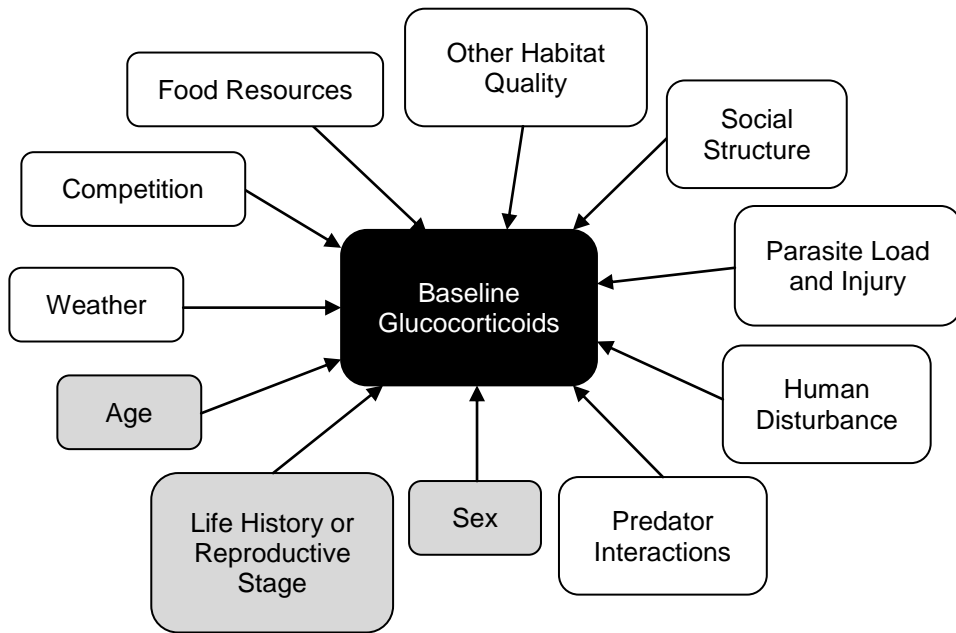 Other Habitat
Quality
Food Resources
Social
Structure
Competition
Parasite Load
and Injury
Baseline
Glucocorticoids
Weather
Human
Disturbance
Age
Life History or
Reproductive
Stage
Sex
Predator
Interactions